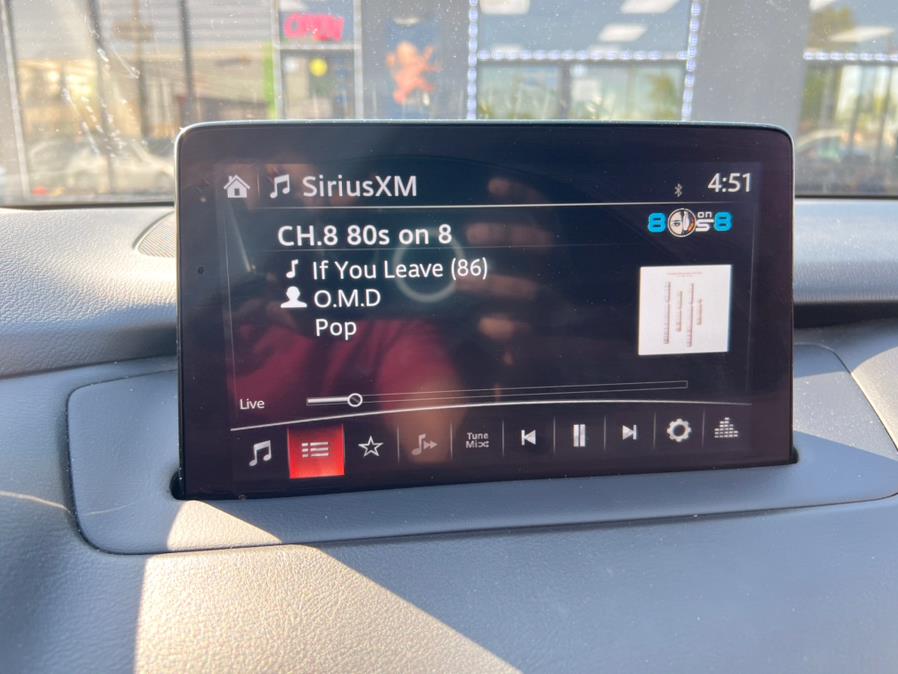 OPEN
SiriusXM
4:51
CH.8 80s on 8
8 on 8
If You Leave (86)
O.M.D
Pop
Live
Tune
Mix